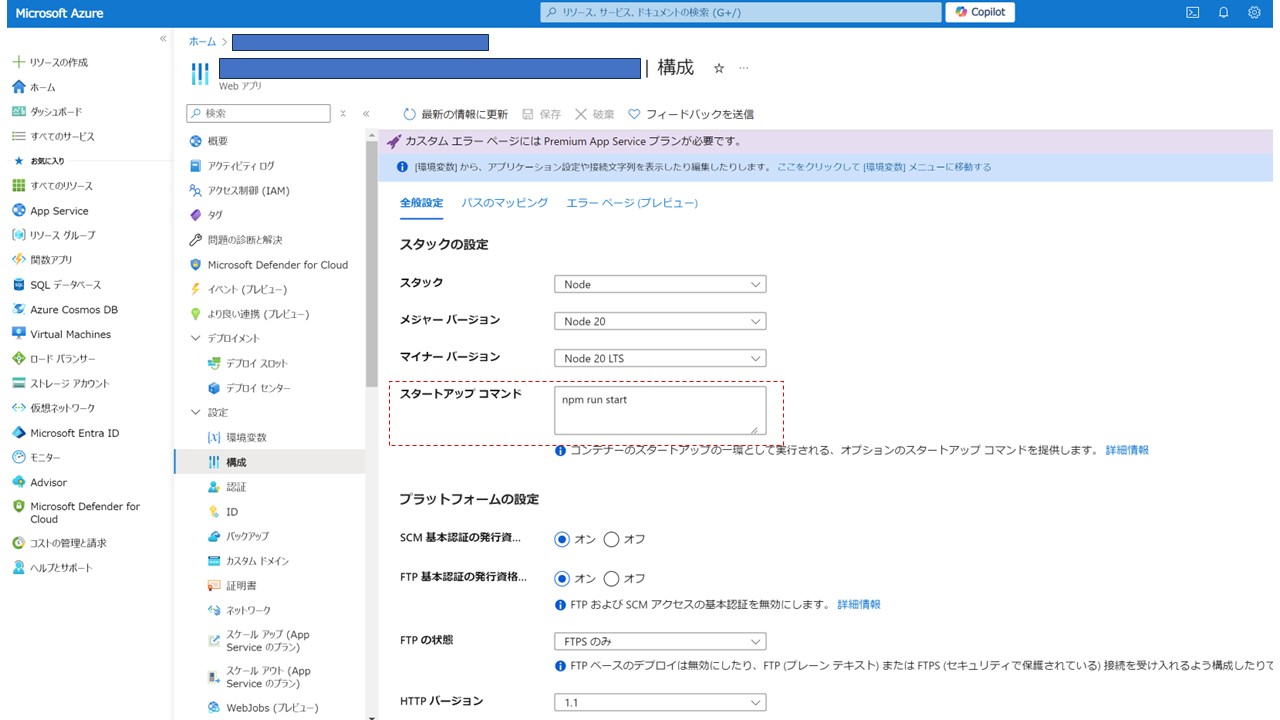 Microsoft Azure
リソース、サービス、ドキュメントの検索 (G+/)
Copilot
リソースの作成
ホーム
ダッシュボード
すべてのサービス
お気に入り
すべてのリソース
App Service
リソース グループ
関数アプリ
SQL データベース
Azure Cosmos DB
Virtual Machines
ロード バランサー
ストレージ アカウント
仮想ネットワーク
Microsoft Entra ID
モニター
Advisor
Microsoft Defender for
Cloud
コストの管理と請求
ヘルプとサポート
ホーム >
| 構成
Web アプリ
検索
概要
アクティビティ ログ
アクセス制御 (IAM)
タグ
問題の診断と解決
Microsoft Defender for Cloud
イベント (プレビュー)
より良い連携 (プレビュー)
デプロイメント
デプロイ スロット
デプロイ センター
設定
環境変数
構成
認証
ID
バックアップ
カスタム ドメイン
証明書
ネットワーク
スケール アップ (App
Service のプラン)
スケール アウト (App
Service のプラン)
WebJobs (プレビュー)
最新の情報に更新 保存 破棄 フィードバックを送信
カスタム エラー ページには Premium App Service プランが必要です。
[環境変数] から、アプリケーション設定や接続文字列を表示したり編集したりします。 ここをクリックして [環境変数] メニューに移動する
全般設定 パスのマッピング エラー ページ (プレビュー)
スタックの設定
スタック Node
メジャー バージョン Node 20
マイナー バージョン Node 20 LTS
スタートアップ コマンド npm run start
コンテナーのスタートアップの一環として実行される、オプションのスタートアップ コマンドを提供します。 詳細情報
プラットフォームの設定
SCM 基本認証の発行資... オン オフ
FTP 基本認証の発行資格... オン オフ
FTP および SCM アクセスの基本認証を無効にします。 詳細情報
FTP の状態 FTPS のみ
FTP ベースのデプロイは無効にしたり、FTP (プレーン テキスト) または FTPS (セキュリティで保護されている) 接続を受け入れるよう構成したりで
HTTP バージョン 1.1